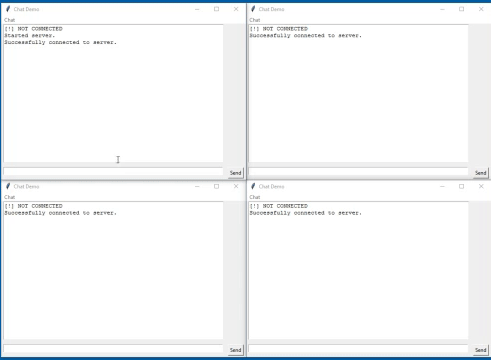 Chat Demo
Chat
[!] NOT CONNECTED
Started server.
Successfully connected to server.
Send
Chat Demo
Chat
[!] NOT CONNECTED
Successfully connected to server.
Send
Chat Demo
Chat
[!] NOT CONNECTED
Successfully connected to server.
Send
Chat Demo
Chat
[!] NOT CONNECTED
Successfully connected to server.
Send